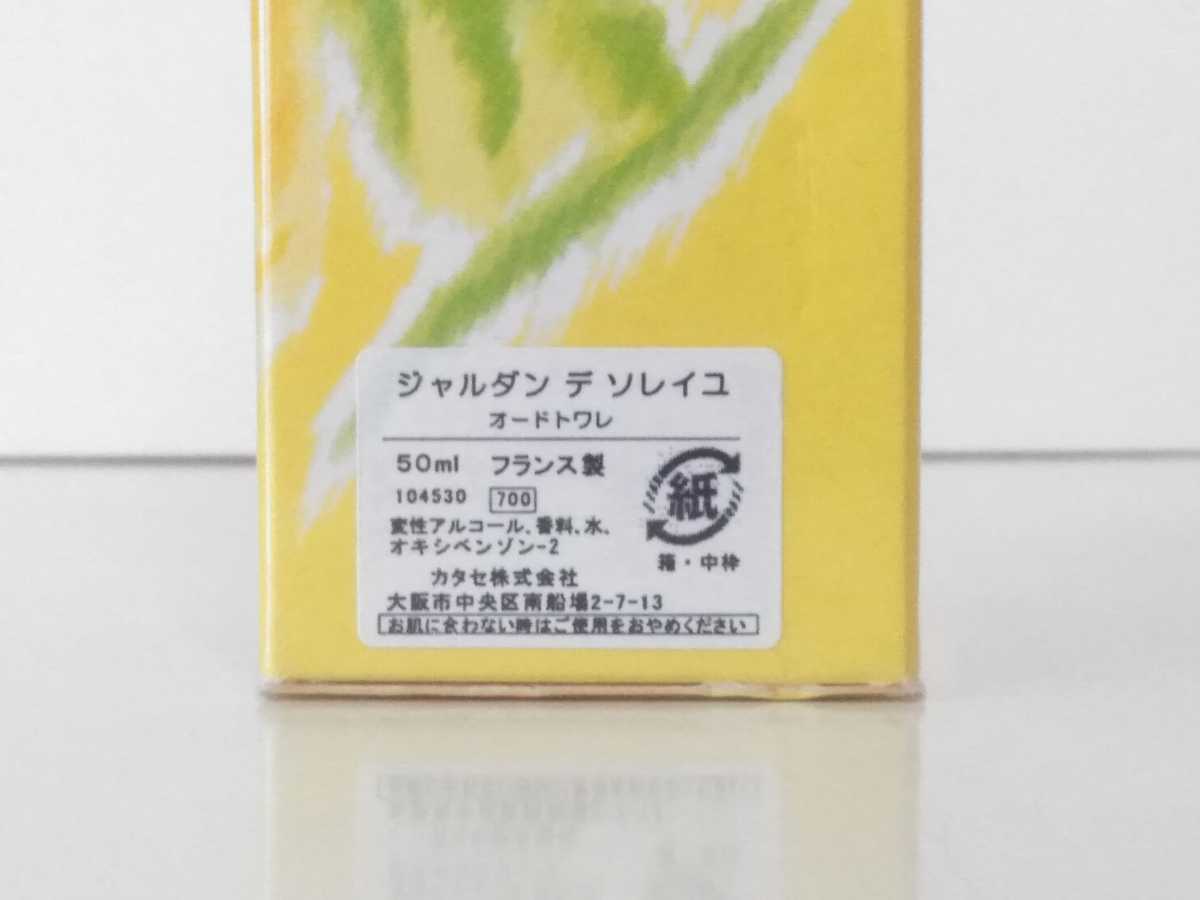 ジャルダン デ ソレイユ
オードトワレ
50ml フランス製
104530 700
変性アルコール、香料、水、
オキシベンゾン-2
紙
箱・中枠
カタセ株式会社
大阪市中央区南船場2-7-13
お肌に合わない時はご使用をおやめください